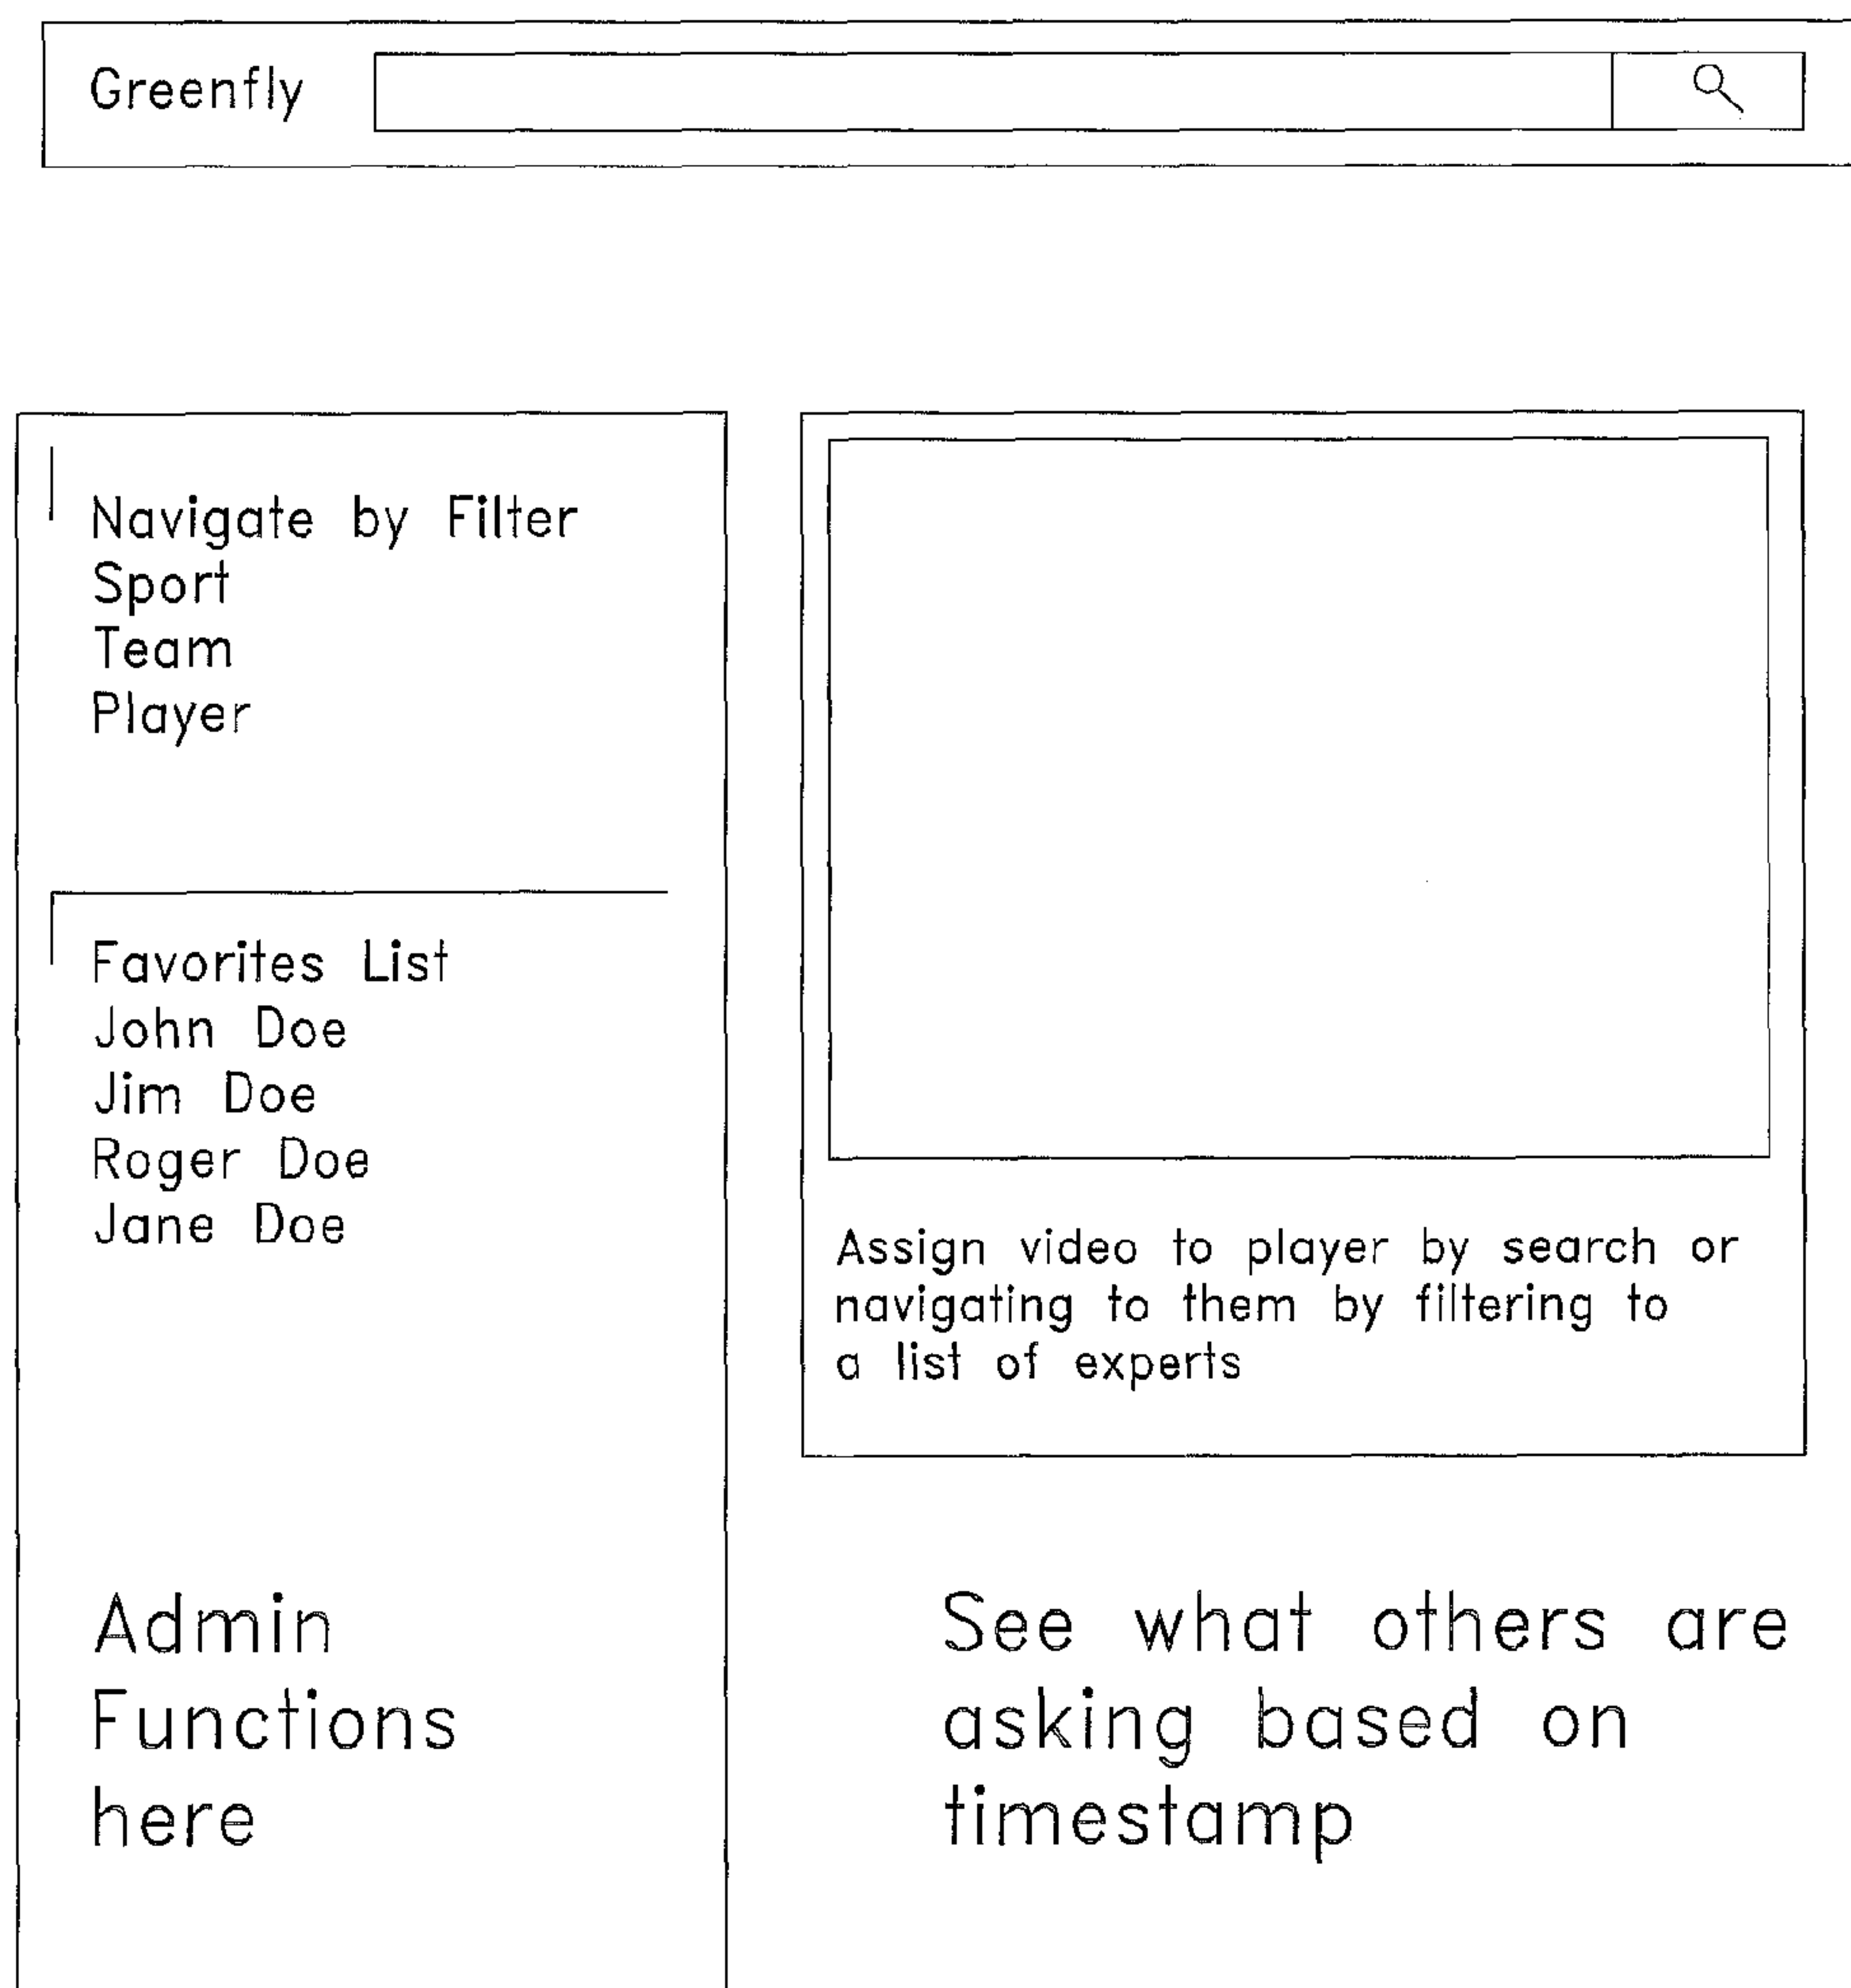 Greenfly
Navigate by Filter
Sport
Team
Player
Favorites List
John Doe
Jim Doe
Roger Doe
Jane Doe
Admin
Functions
here
Assign video to player by search or
navigating to them by filtering to
a list of experts
See what others are
asking based on
timestamp